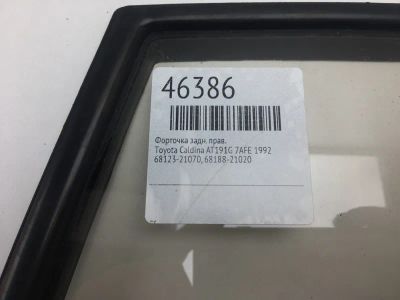 46386
Форточка задн. прав.
Toyota Caldina AT191G 7AFE 1992
68123-21070, 68188-21020